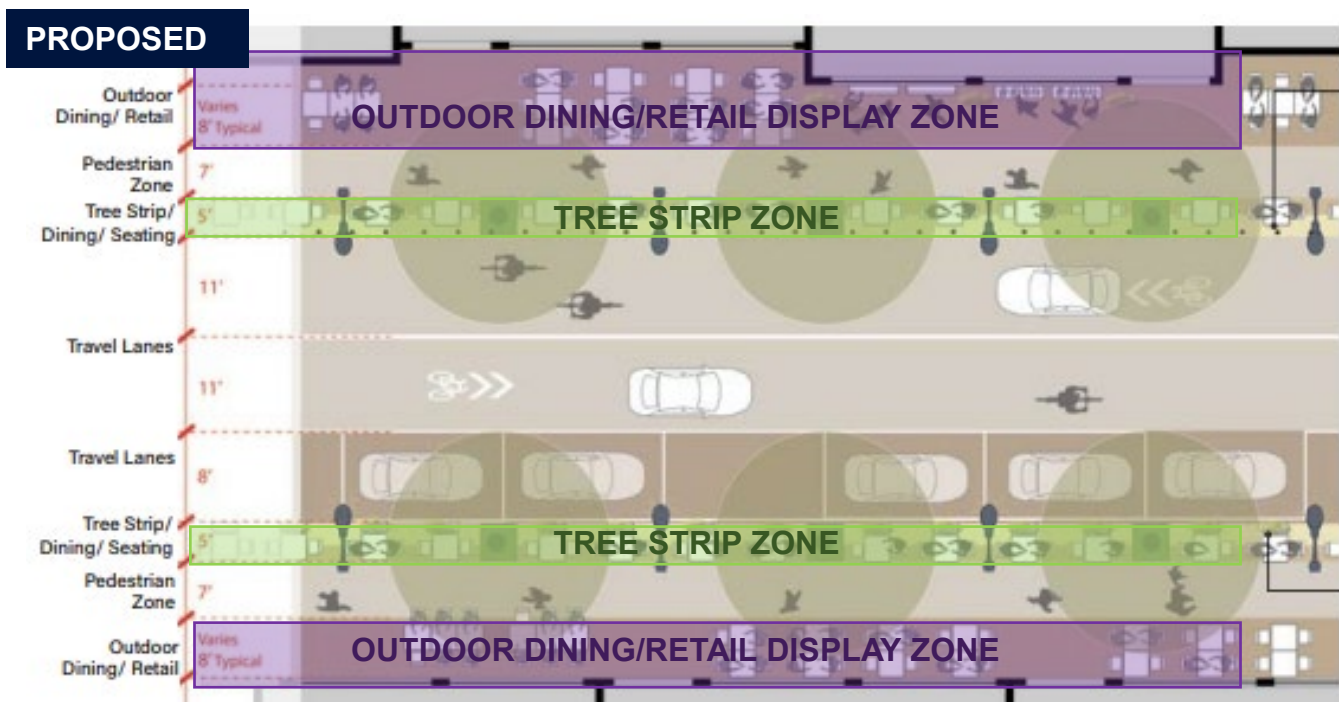 PROPOSED
Outdoor
Dining/ Retail
Varies
8' Typical
OUTDOOR DINING/RETAIL DISPLAY ZONE
Pedestrian
Zone
7'
Tree Strip/
Dining/ Seating
5'
TREE STRIP ZONE
11'
Travel Lanes
11'
Travel Lanes
8'
Tree Strip/
Dining/ Seating
5'
TREE STRIP ZONE
Pedestrian
Zone
7'
Outdoor
Dining/ Retail
Varies
8' Typical
OUTDOOR DINING/RETAIL DISPLAY ZONE